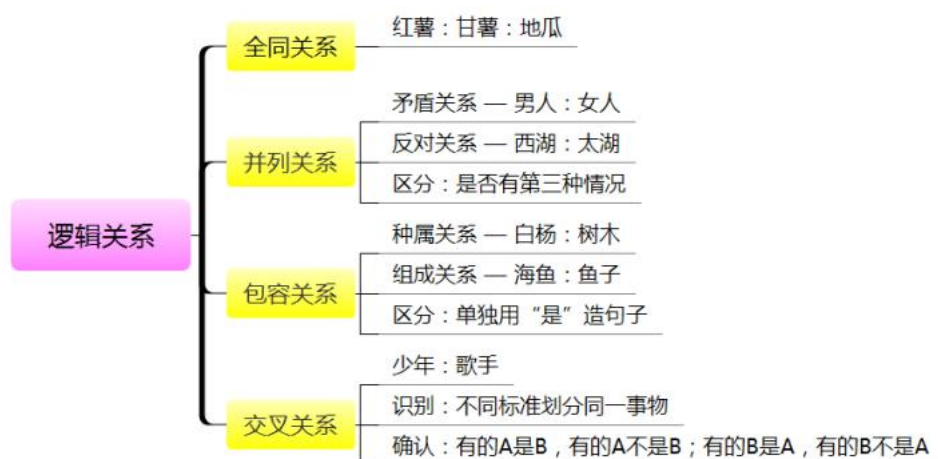 逻辑关系
全同关系
红薯：甘薯：地瓜
并列关系
矛盾关系 — 男人：女人
反对关系 — 西湖：太湖
区分：是否有第三种情况
包容关系
种属关系 — 白杨：树木
组成关系 — 海鱼：鱼子
区分：单独用“是”造句子
交叉关系
少年：歌手
识别：不同标准划分同一事物
确认：有的A是B，有的A不是B；有的B是A，有的B不是A